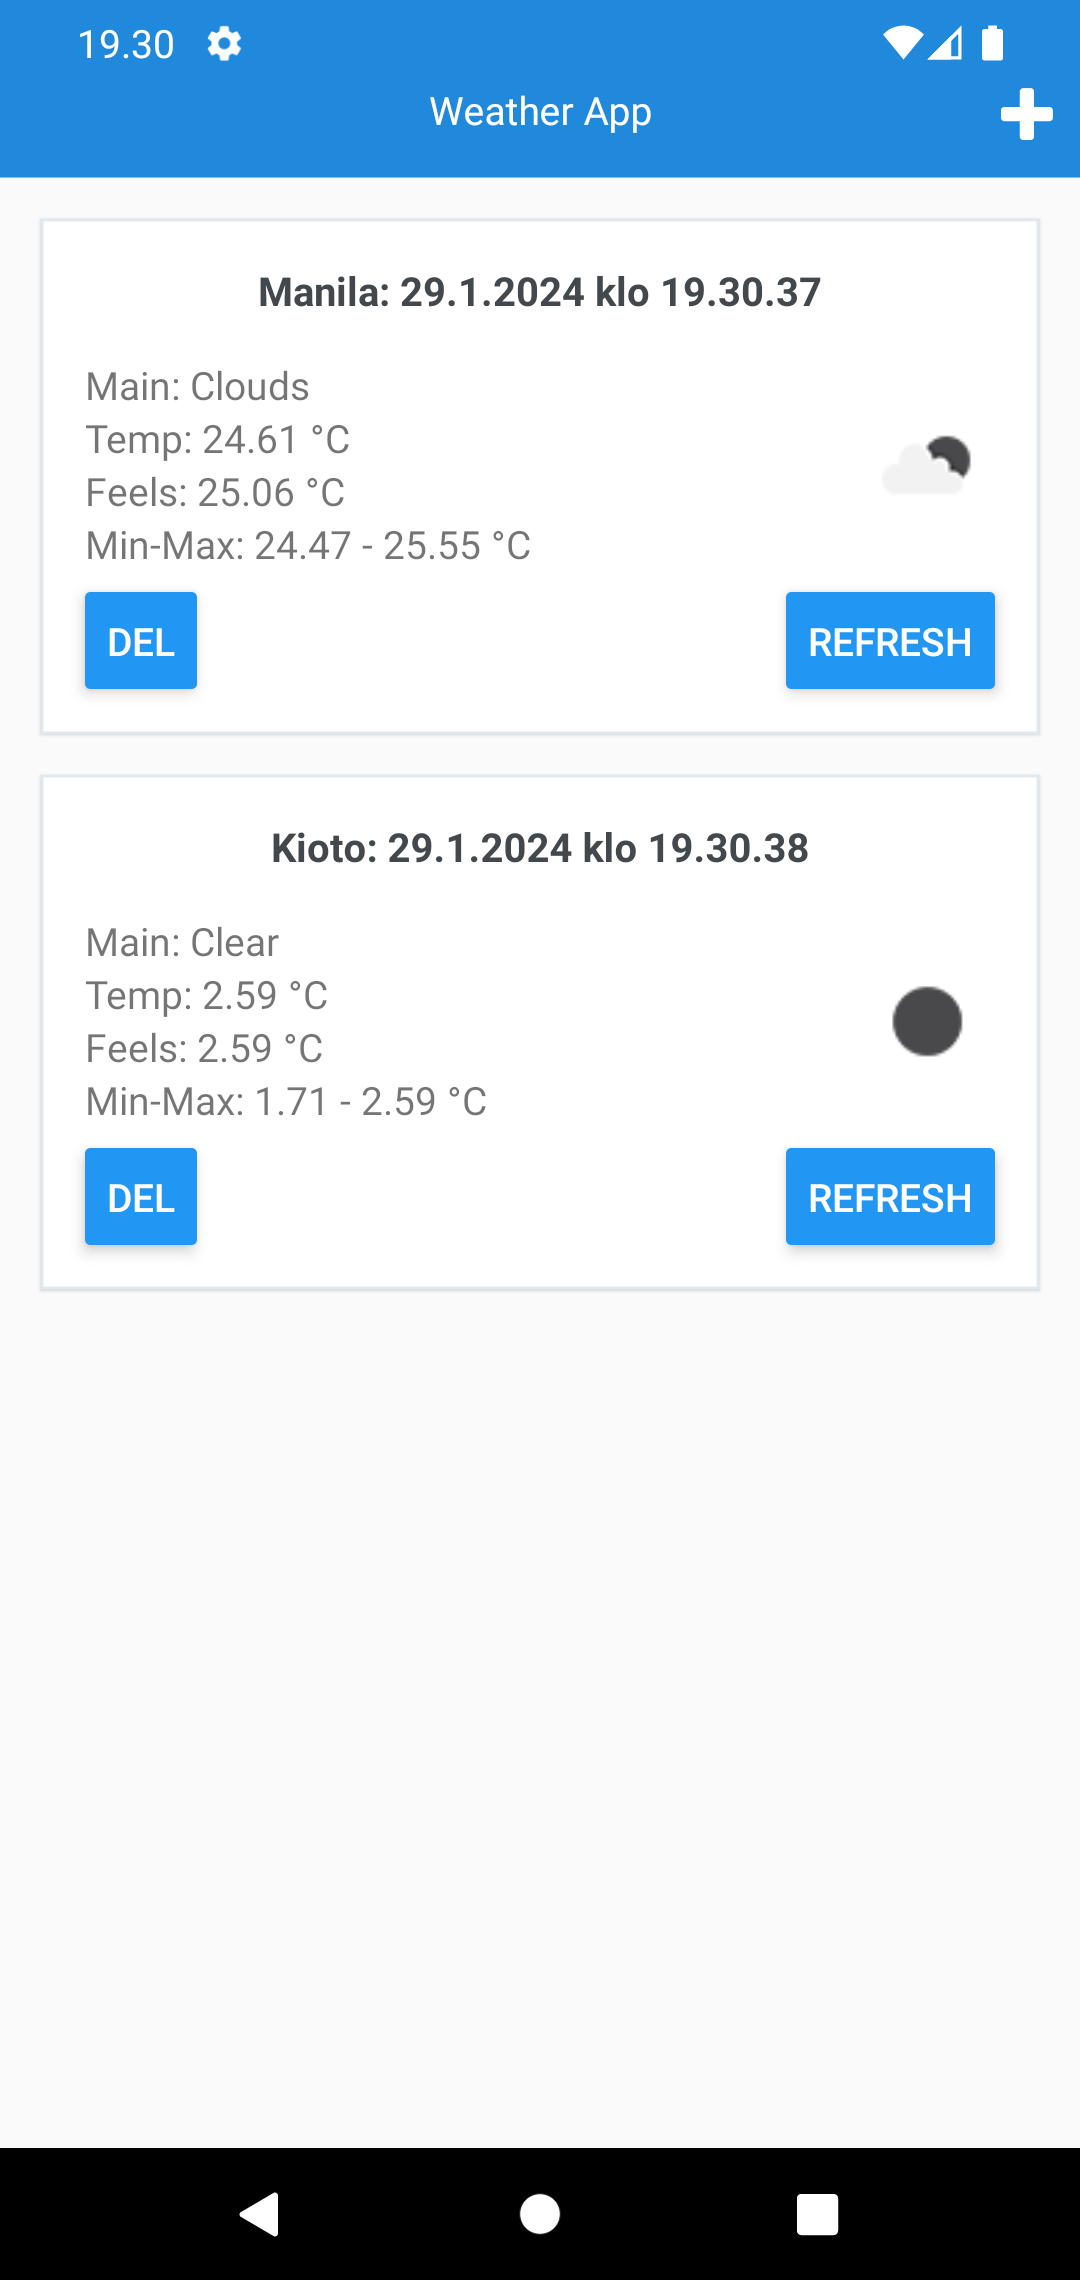 19.30
Weather App
Manila: 29.1.2024 klo 19.30.37
Main: Clouds
Temp: 24.61 °C
Feels: 25.06 °C
Min-Max: 24.47 - 25.55 °C
DEL REFRESH
Kioto: 29.1.2024 klo 19.30.38
Main: Clear
Temp: 2.59 °C
Feels: 2.59 °C
Min-Max: 1.71 - 2.59 °C
DEL REFRESH